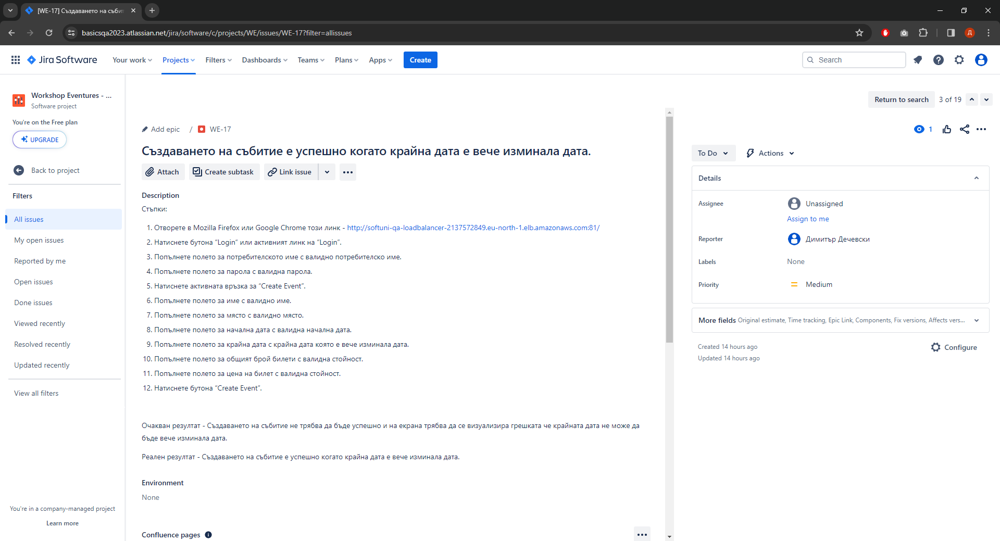 [WE-17] Създаването на съби
basicsqa2023.atlassian.net/jira/software/c/projects/WE/issues/WE-17?filter=allissues
Д
Jira Software
Your work
Projects
Filters
Dashboards
Teams
Plans
Apps
Create
Search
Workshop Eventures - ...
Software project
You're on the Free plan
UPGRADE
Back to project
Filters
All issues
My open issues
Reported by me
Open issues
Done issues
Viewed recently
Resolved recently
Updated recently
View all filters
You're in a company-managed project
Learn more
Return to search
3 of 19
Add epic / WE-17
1
Създаването на събитие е успешно когато крайна дата е вече изминала дата.
Attach
Create subtask
Link issue
Description
Стъпки:
1. Отворете в Mozilla Firefox или Google Chrome този линк - http://softuni-qa-loadbalancer-2137572849.eu-north-1.elb.amazonaws.com:81/
2. Натиснете бутона “Login“ или активният линк на “Login“.
3. Попълнете полето за потребителското име с валидно потребителско име.
4. Попълнете полето за парола с валидна парола.
5. Натиснете активната връзка за “Create Event“.
6. Попълнете полето за име с валидно име.
7. Попълнете полето за място с валидно място.
8. Попълнете полето за начална дата с валидна начална дата.
9. Попълнете полето за крайна дата с крайна дата която е вече изминала дата.
10. Попълнете полето за общият брой билети с валидна стойност.
11. Попълнете полето за цена на билет с валидна стойност.
12. Натиснете бутона “Create Event“.
Очакван резултат - Създаването на събитие не трябва да бъде успешно и на екрана трябва да се визуализира грешката че крайната дата не може да
бъде вече изминала дата.
Реален резултат - Създаването на събитие е успешно когато крайна дата е вече изминала дата.
Environment
None
Confluence pages
To Do
Actions
Details
Assignee
Unassigned
Assign to me
Reporter
Димитър Дечевски
Labels
None
Priority
Medium
More fields Original estimate, Time tracking, Epic Link, Components, Fix versions, Affects vers...
Created 14 hours ago
Configure
Updated 14 hours ago